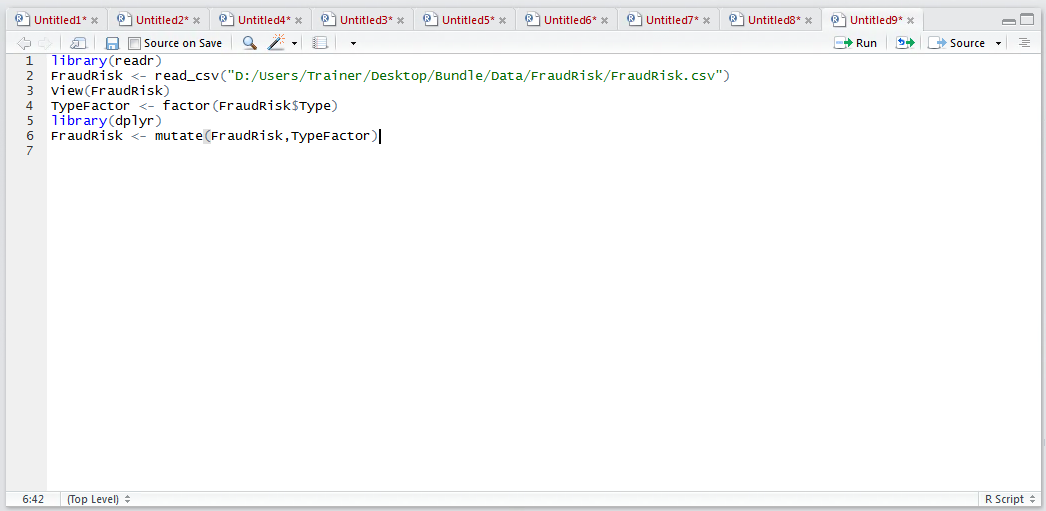 Untitled1* Untitled2* Untitled4* Untitled3* Untitled5* Untitled6* Untitled7* Untitled8* Untitled9*
Source on Save Run Source
1 library(readr)
2 FraudRisk <- read_csv("D:/Users/Trainer/Desktop/Bundle/Data/FraudRisk/FraudRisk.csv")
3 View(FraudRisk)
4 TypeFactor <- factor(FraudRisk$Type)
5 library(dplyr)
6 FraudRisk <- mutate(FraudRisk,TypeFactor)
7
6:42 (Top Level) R Script